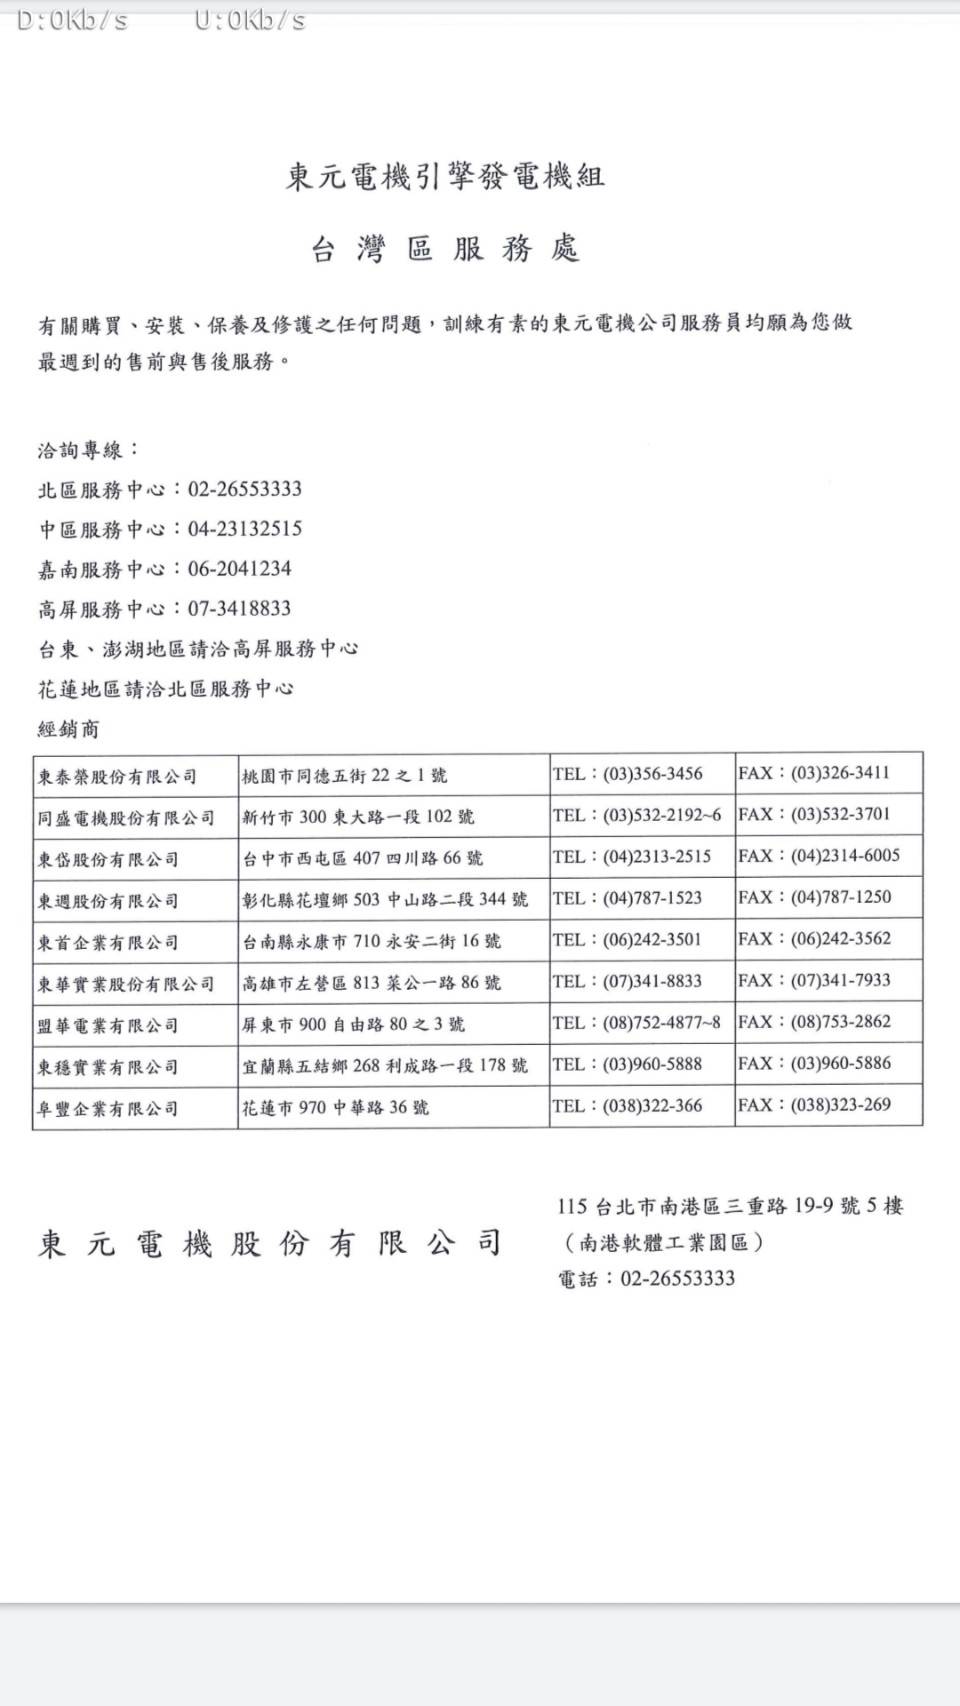 D:0Kb/s U:0Kb/s
東元電機引擎發電機組
台灣區服務處
有關購買、安裝、保養及修護之任何問題，訓練有素的東元電機公司服務員均願為您做
最週到的售前與售後服務。
洽詢專線：
北區服務中心：02-26553333
中區服務中心：04-23132515
嘉南服務中心：06-2041234
高屏服務中心：07-3418833
台東、澎湖地區請洽高屏服務中心
花蓮地區請洽北區服務中心
經銷商
東泰榮股份有限公司 桃園市同德五街 22 之 1 號 TEL：(03)356-3456 FAX：(03)326-3411
同盛電機股份有限公司 新竹市 300 東大路一段 102 號 TEL：(03)532-2192~6 FAX：(03)532-3701
東岱股份有限公司 台中市西屯區 407 四川路 66 號 TEL：(04)2313-2515 FAX：(04)2314-6005
東週股份有限公司 彰化縣花壇鄉 503 中山路二段 344 號 TEL：(04)787-1523 FAX：(04)787-1250
東首企業有限公司 台南縣永康市 710 永安二街 16 號 TEL：(06)242-3501 FAX：(06)242-3562
東華實業股份有限公司 高雄市左營區 813 菜公一路 86 號 TEL：(07)341-8833 FAX：(07)341-7933
盟華電業有限公司 屏東市 900 自由路 80 之 3 號 TEL：(08)752-4877~8 FAX：(08)753-2862
東穩實業有限公司 宜蘭縣五結鄉 268 利成路一段 178 號 TEL：(03)960-5888 FAX：(03)960-5886
阜豐企業有限公司 花蓮市 970 中華路 36 號 TEL：(038)322-366 FAX：(038)323-269
東元電機股份有限公司
115 台北市南港區三重路 19-9 號 5 樓
（南港軟體工業園區）
電話：02-26553333